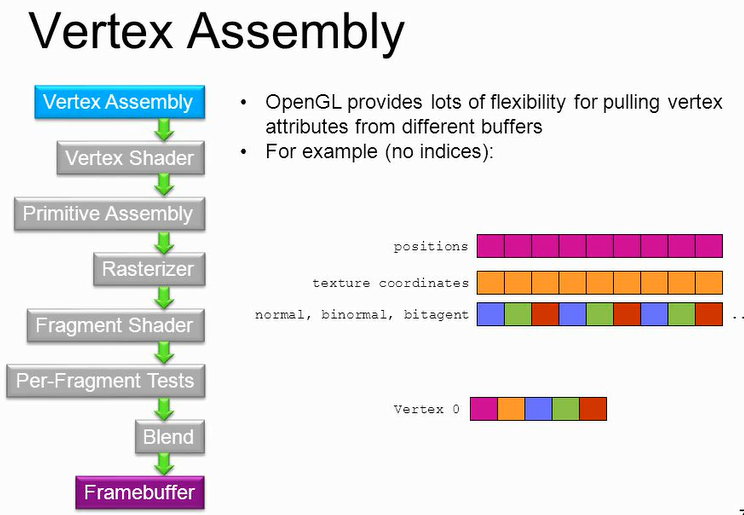 Vertex Assembly
Vertex Assembly
Vertex Shader
Primitive Assembly
Rasterizer
Fragment Shader
Per-Fragment Tests
Blend
Framebuffer
• OpenGL provides lots of flexibility for pulling vertex
attributes from different buffers
• For example (no indices):
positions
texture coordinates
normal, binormal, bitagent
..
Vertex 0